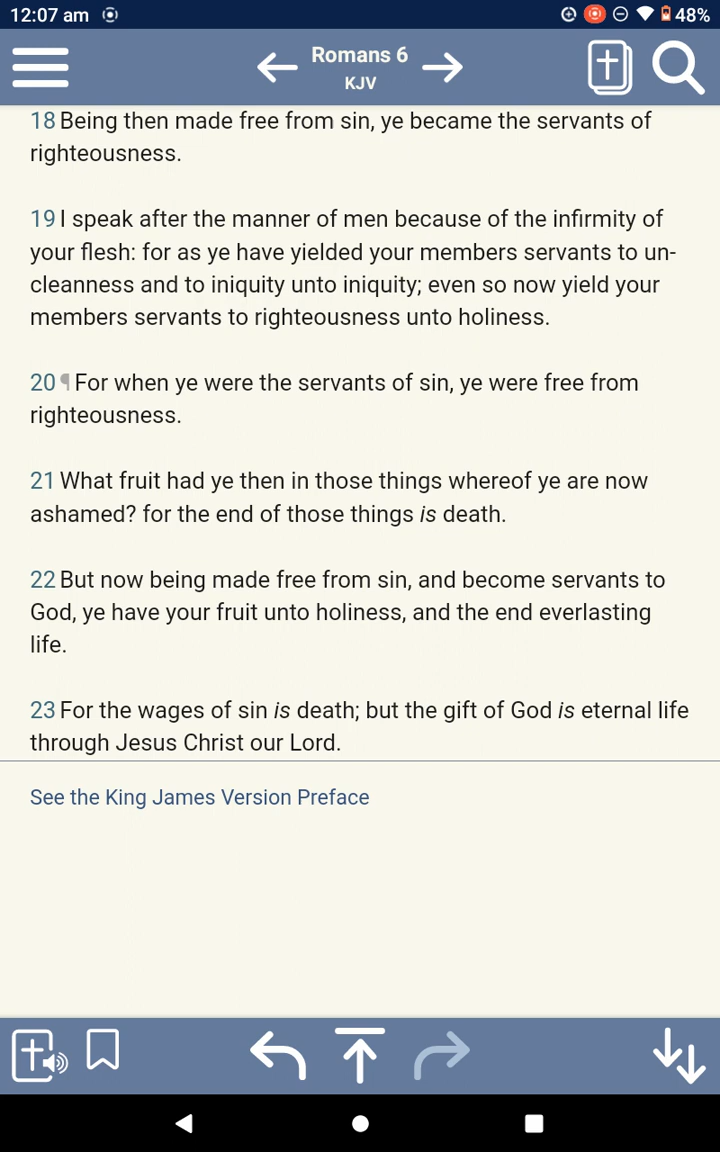 12:07 am
48%
Romans 6
KJV
18 Being then made free from sin, ye became the servants of
righteousness.
19 I speak after the manner of men because of the infirmity of
your flesh: for as ye have yielded your members servants to un-
cleanness and to iniquity unto iniquity; even so now yield your
members servants to righteousness unto holiness.
20 ¶ For when ye were the servants of sin, ye were free from
righteousness.
21 What fruit had ye then in those things whereof ye are now
ashamed? for the end of those things is death.
22 But now being made free from sin, and become servants to
God, ye have your fruit unto holiness, and the end everlasting
life.
23 For the wages of sin is death; but the gift of God is eternal life
through Jesus Christ our Lord.
See the King James Version Preface